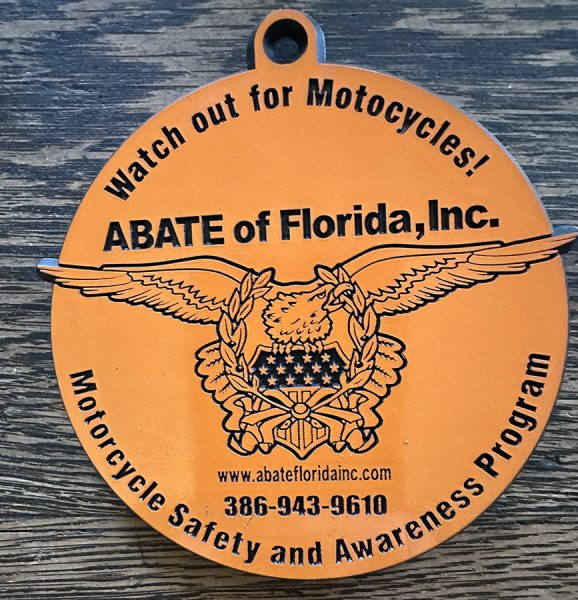 Watch out for Motocycles!
ABATE of Florida, Inc.
www.abatefloridainc.com
386-943-9610
Motorcycle Safety and Awareness Program